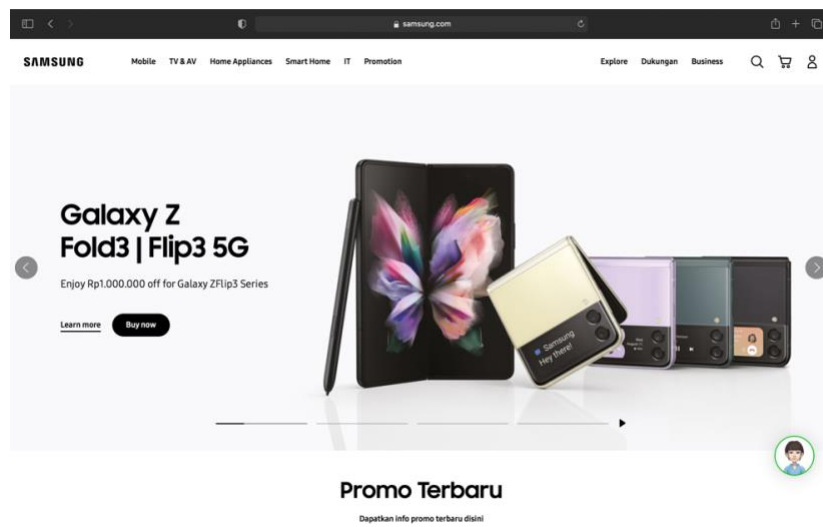 samsung.com
SAMSUNG Mobile TV & AV Home Appliances Smart Home IT Promotion Explore Dukungan Business
Galaxy Z
Fold3 | Flip3 5G
Enjoy Rp1.000.000 off for Galaxy ZFlip3 Series
Learn more Buy now
Samsung
Hey there!
Promo Terbaru
Dapatkan info promo terbaru disini